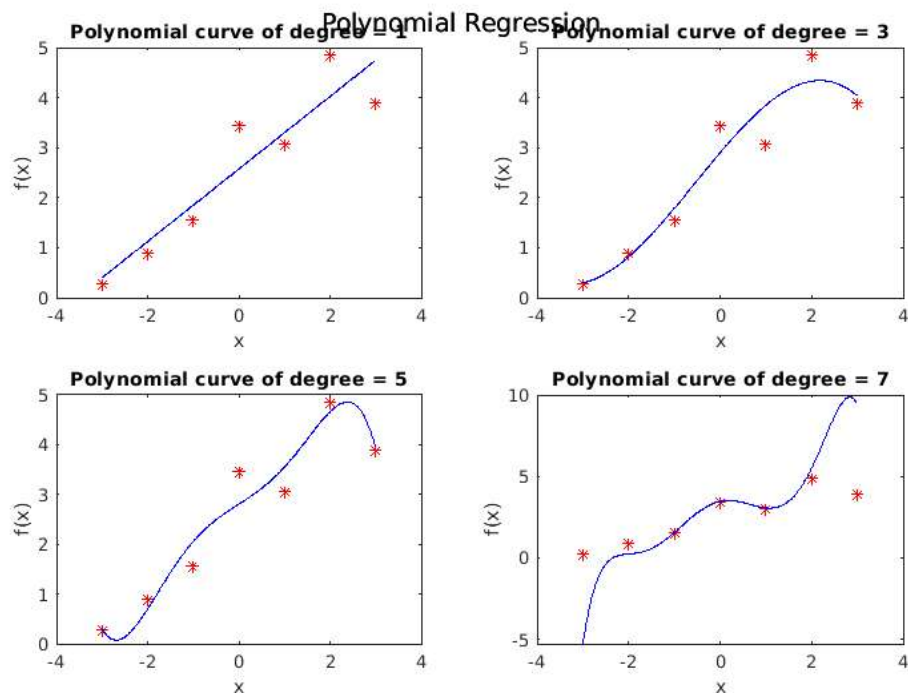 Polynomial Regression
Polynomial curve of degree = 1
5
4
3
2
1
0
f(x)
-4 -2 0 2 4
x
Polynomial curve of degree = 3
5
4
3
2
1
0
f(x)
-4 -2 0 2 4
x
Polynomial curve of degree = 5
5
4
3
2
1
0
f(x)
-4 -2 0 2 4
x
Polynomial curve of degree = 7
10
5
0
-5
f(x)
-4 -2 0 2 4
x